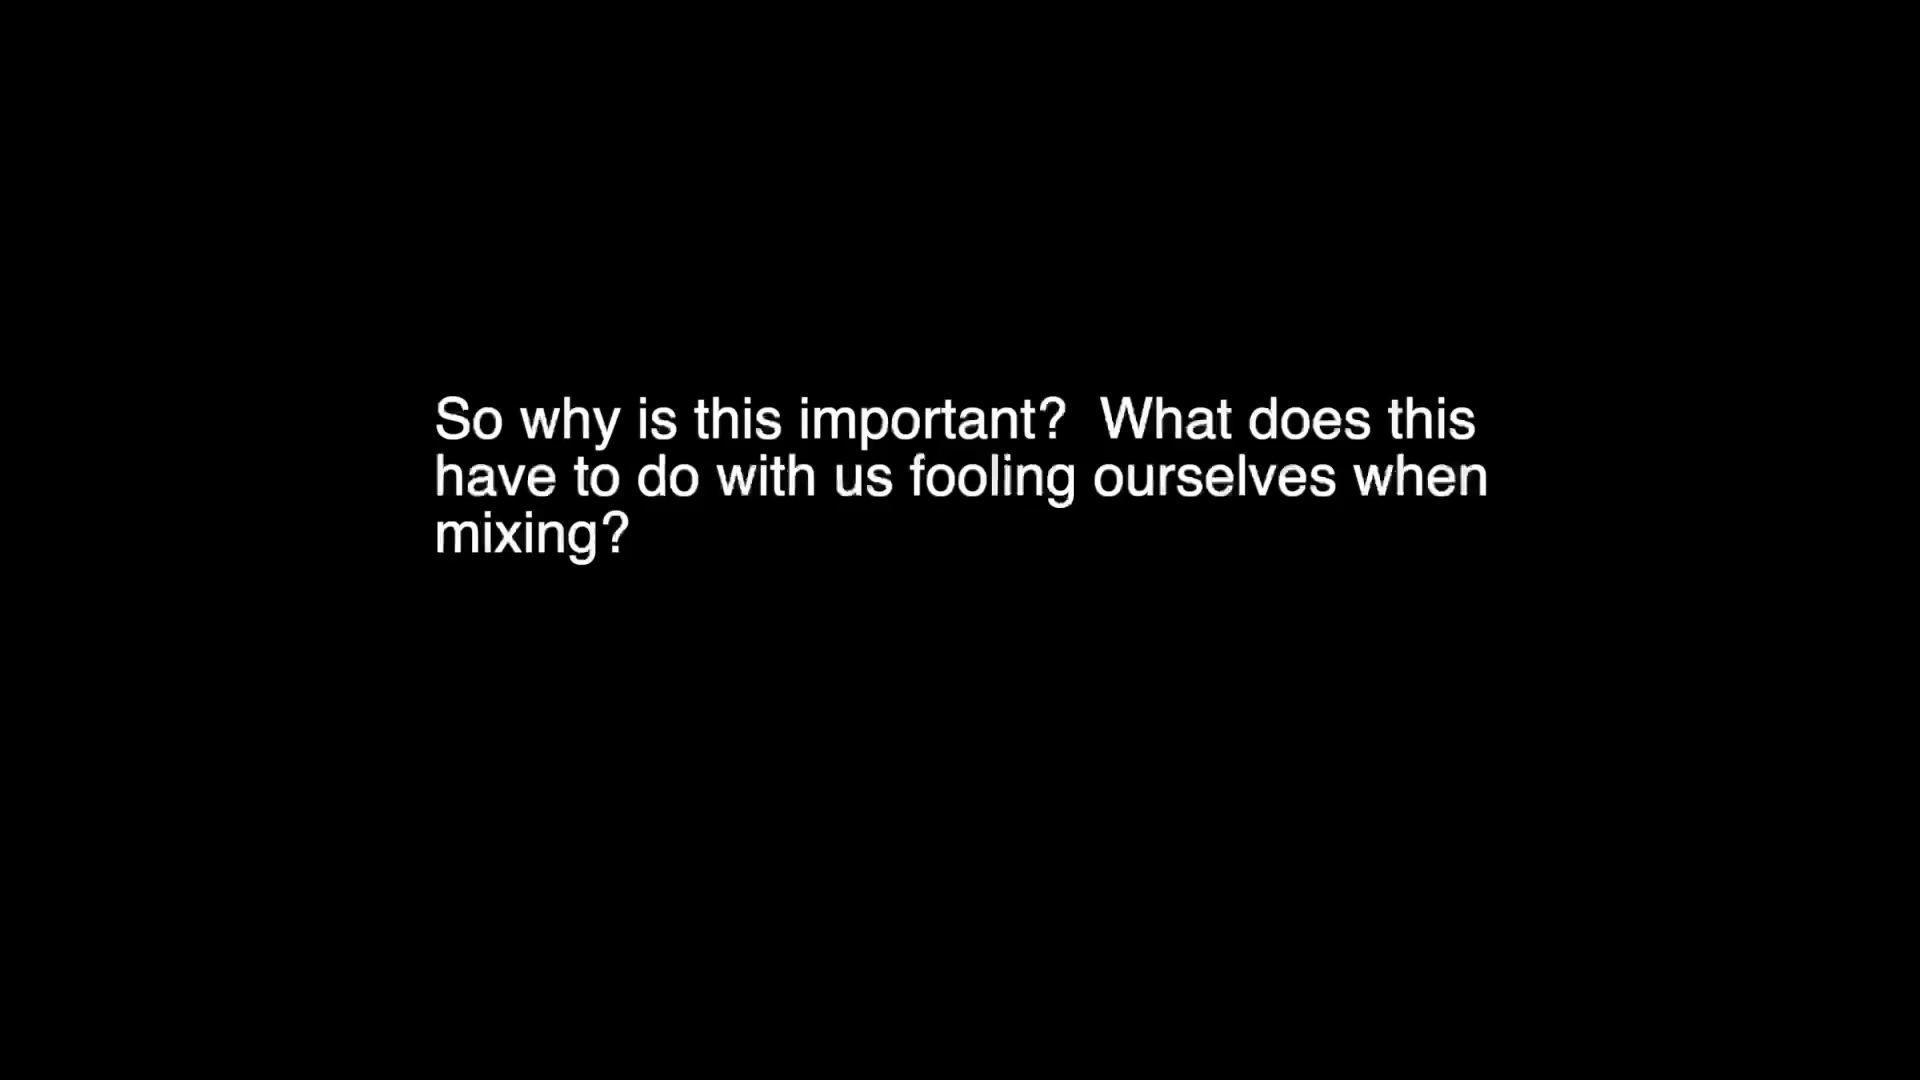 So why is this important?  What does this
have to do with us fooling ourselves when
mixing?